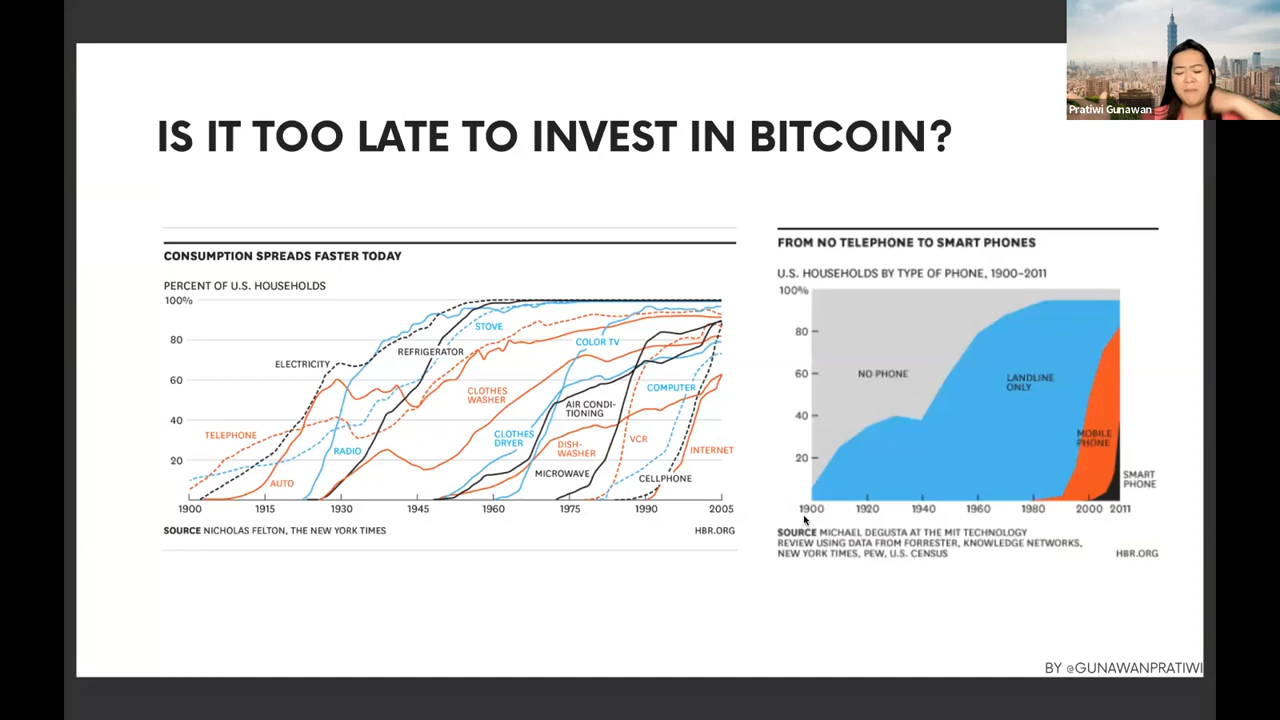 Pratiwi Gunawan
IS IT TOO LATE TO INVEST IN BITCOIN?
CONSUMPTION SPREADS FASTER TODAY
PERCENT OF U.S. HOUSEHOLDS
100%
80
60
40
20
ELECTRICITY
TELEPHONE
AUTO
RADIO
REFRIGERATOR
STOVE
CLOTHES
WASHER
CLOTHES
DRYER
COLOR TV
AIR CONDI-
TIONING
DISH-
WASHER
MICROWAVE
VCR
COMPUTER
CELLPHONE
INTERNET
1900
1915
1930
1945
1960
1975
1990
2005
SOURCE NICHOLAS FELTON, THE NEW YORK TIMES
HBR.ORG
FROM NO TELEPHONE TO SMART PHONES
U.S. HOUSEHOLDS BY TYPE OF PHONE, 1900–2011
100%
80
60
40
20
NO PHONE
LANDLINE
ONLY
MOBILE
PHONE
SMART
PHONE
1900
1920
1940
1960
1980
2000
2011
SOURCE MICHAEL DEGUSTA AT THE MIT TECHNOLOGY
REVIEW USING DATA FROM FORRESTER, KNOWLEDGE NETWORKS,
NEW YORK TIMES, PEW, U.S. CENSUS
HBR.ORG
BY @GUNAWANPRATIWI